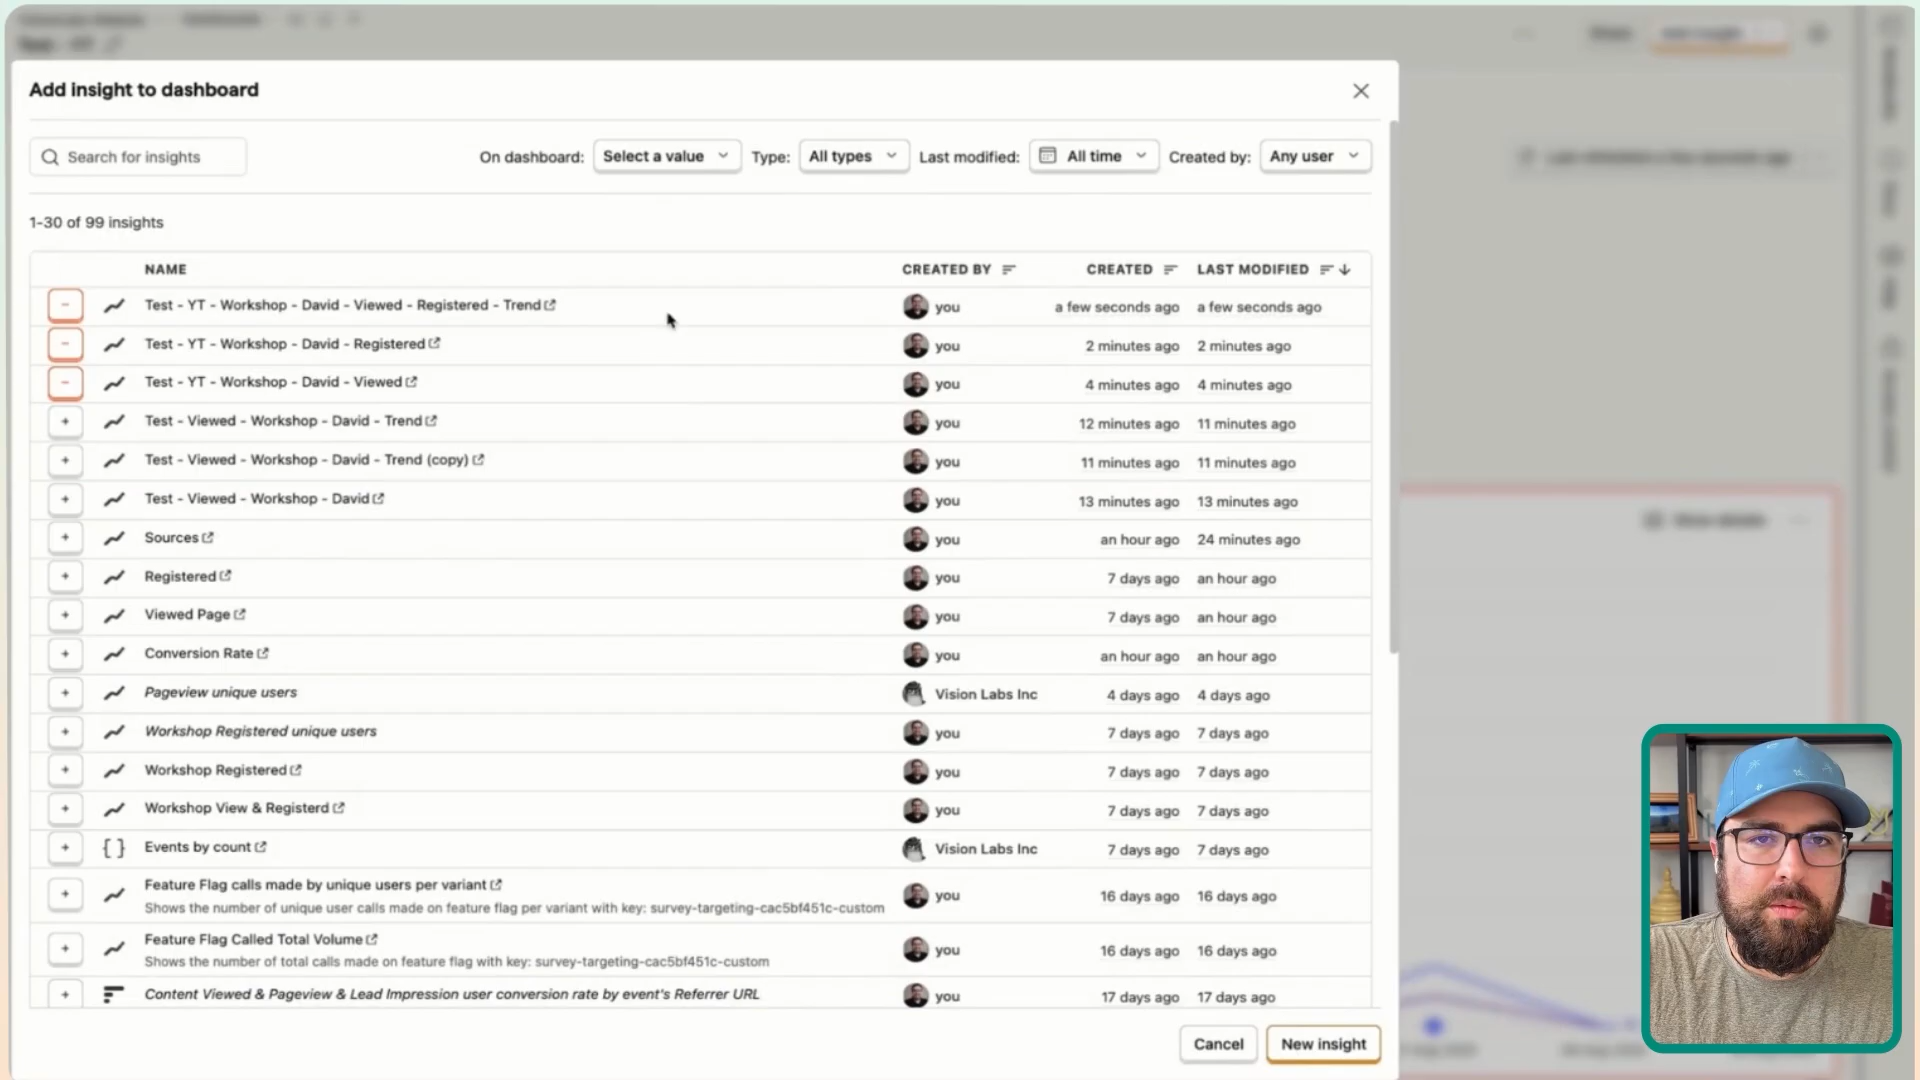 Add insight to dashboard
Search for insights
On dashboard: Select a value Type: All types Last modified: All time Created by: Any user
1-30 of 99 insights
NAME CREATED BY CREATED LAST MODIFIED
Test - YT - Workshop - David - Viewed - Registered - Trend you a few seconds ago a few seconds ago
Test - YT - Workshop - David - Registered you 2 minutes ago 2 minutes ago
Test - YT - Workshop - David - Viewed you 4 minutes ago 4 minutes ago
Test - Viewed - Workshop - David - Trend you 12 minutes ago 11 minutes ago
Test - Viewed - Workshop - David - Trend (copy) you 11 minutes ago 11 minutes ago
Test - Viewed - Workshop - David you 13 minutes ago 13 minutes ago
Sources you an hour ago 24 minutes ago
Registered you 7 days ago an hour ago
Viewed Page you 7 days ago an hour ago
Conversion Rate you an hour ago an hour ago
Pageview unique users Vision Labs Inc 4 days ago 4 days ago
Workshop Registered unique users you 7 days ago 7 days ago
Workshop Registered you 7 days ago 7 days ago
Workshop View & Registerd you 7 days ago 7 days ago
Events by count Vision Labs Inc 7 days ago 7 days ago
Feature Flag calls made by unique users per variant you 16 days ago 16 days ago
Shows the number of unique user calls made on feature flag per variant with key: survey-targeting-cac5bf451c-custom
Feature Flag Called Total Volume you 16 days ago 16 days ago
Shows the number of total calls made on feature flag with key: survey-targeting-cac5bf451c-custom
Content Viewed & Pageview & Lead Impression user conversion rate by event's Referrer URL you 17 days ago 17 days ago
Cancel New insight